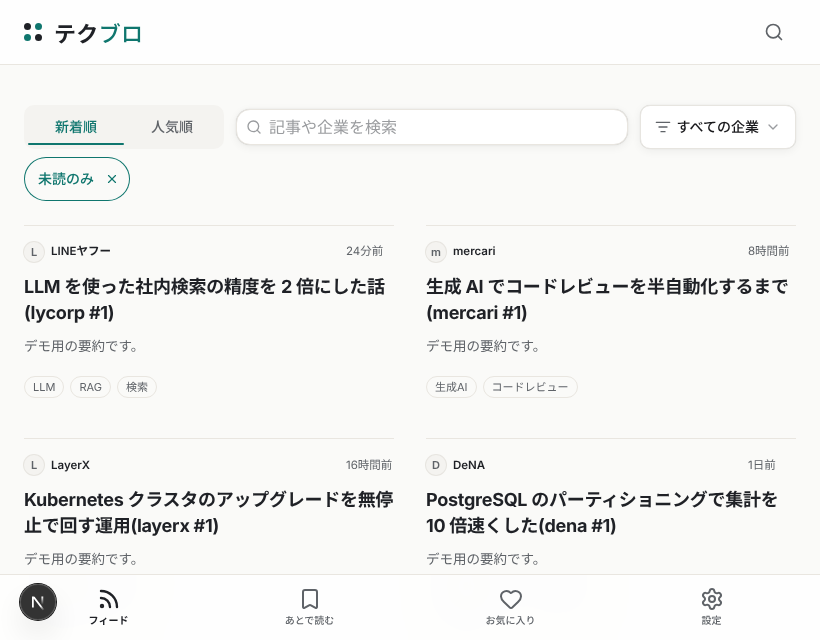 テクブロ
新着順
人気順
記事や企業を検索
すべての企業
未読のみ ×
L LINEヤフー 24分前
LLM を使った社内検索の精度を 2 倍にした話
(lycorp #1)
デモ用の要約です。
LLM RAG 検索
m mercari 8時間前
生成 AI でコードレビューを半自動化するまで
(mercari #1)
デモ用の要約です。
生成AI コードレビュー
L LayerX 16時間前
Kubernetes クラスタのアップグレードを無停
止で回す運用(layerx #1)
デモ用の要約です。
D DeNA 1日前
PostgreSQL のパーティショニングで集計を
10 倍速くした(dena #1)
デモ用の要約です。
N
フィード
あとで読む
お気に入り
設定